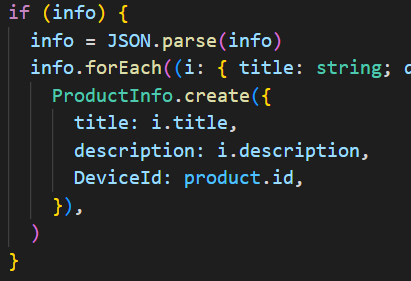 if (info) {
info = JSON.parse(info)
info.forEach((i: { title: string;
ProductInfo.create({
title: i.title,
description: i.description,
DeviceId: product.id,
}),
)
}